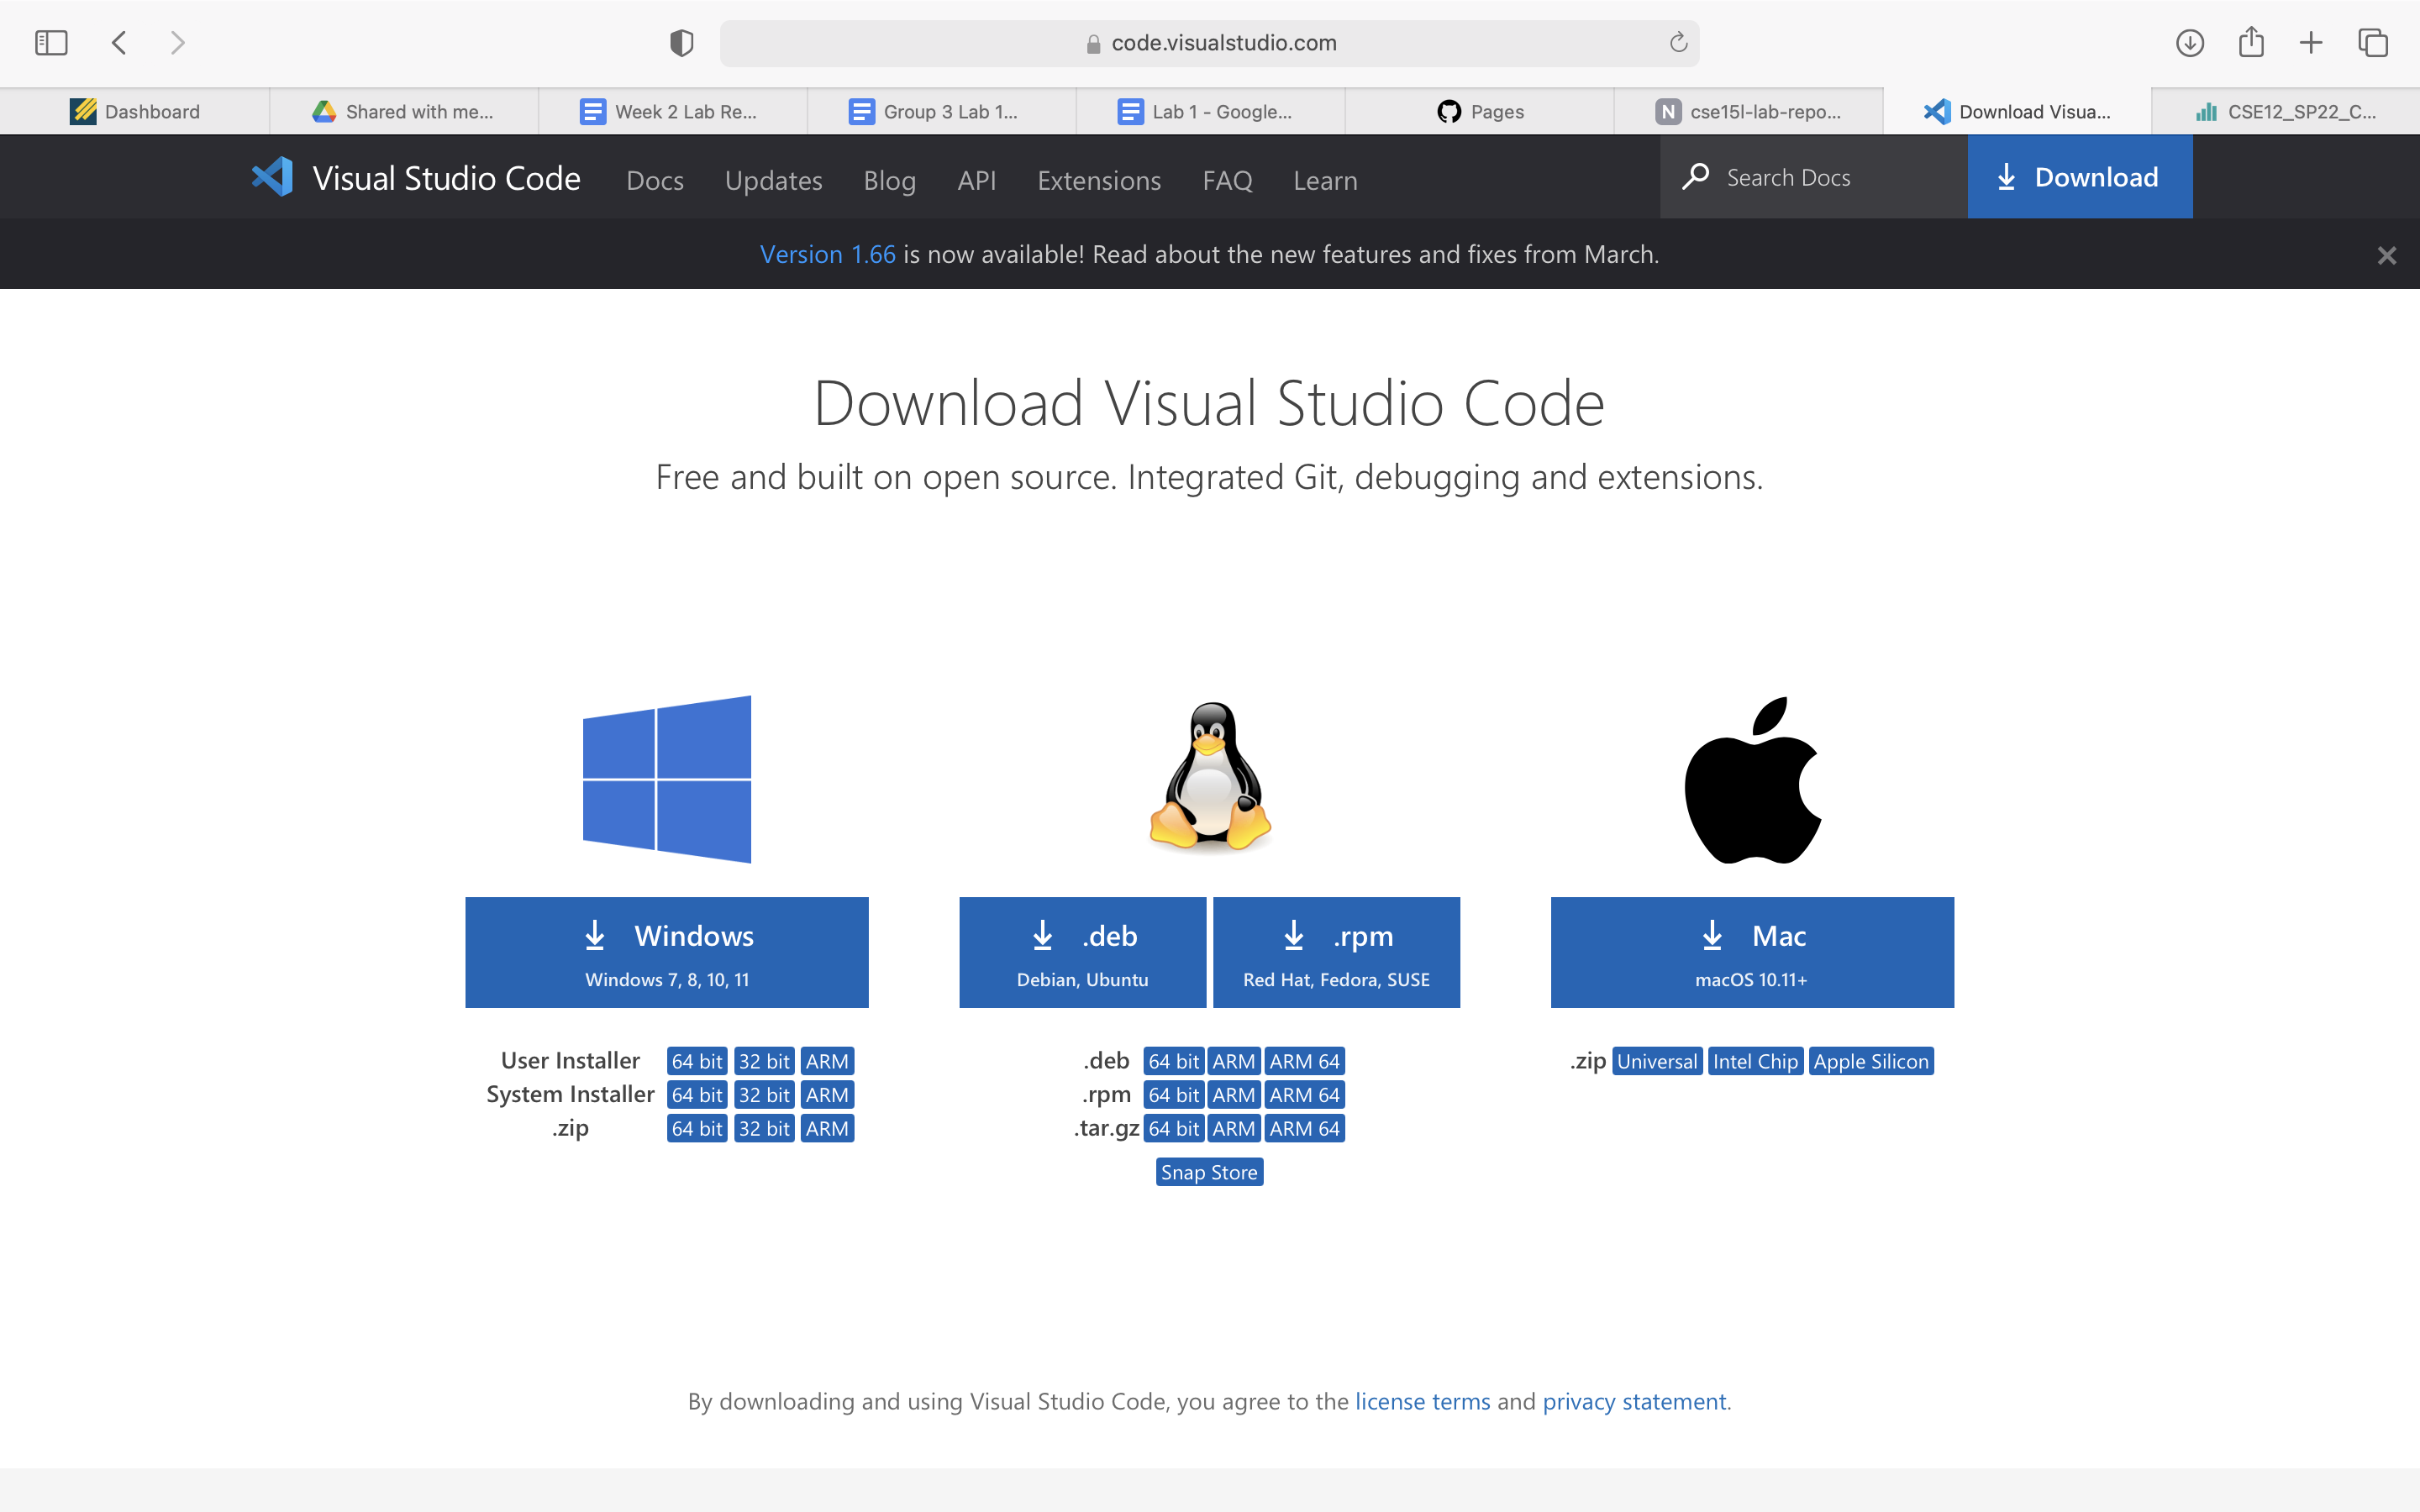 code.visualstudio.com
Dashboard
Shared with me...
Week 2 Lab Re...
Group 3 Lab 1...
Lab 1 - Google...
Pages
N cse15l-lab-repo...
Download Visua...
CSE12_SP22_C...
Visual Studio Code
Docs
Updates
Blog
API
Extensions
FAQ
Learn
Search Docs
Download
Version 1.66 is now available! Read about the new features and fixes from March.
Download Visual Studio Code
Free and built on open source. Integrated Git, debugging and extensions.
Windows
Windows 7, 8, 10, 11
User Installer 64 bit 32 bit ARM
System Installer 64 bit 32 bit ARM
.zip 64 bit 32 bit ARM
.deb
Debian, Ubuntu
.rpm
Red Hat, Fedora, SUSE
.deb 64 bit ARM ARM 64
.rpm 64 bit ARM ARM 64
.tar.gz 64 bit ARM ARM 64
Snap Store
Mac
macOS 10.11+
.zip Universal Intel Chip Apple Silicon
By downloading and using Visual Studio Code, you agree to the license terms and privacy statement.